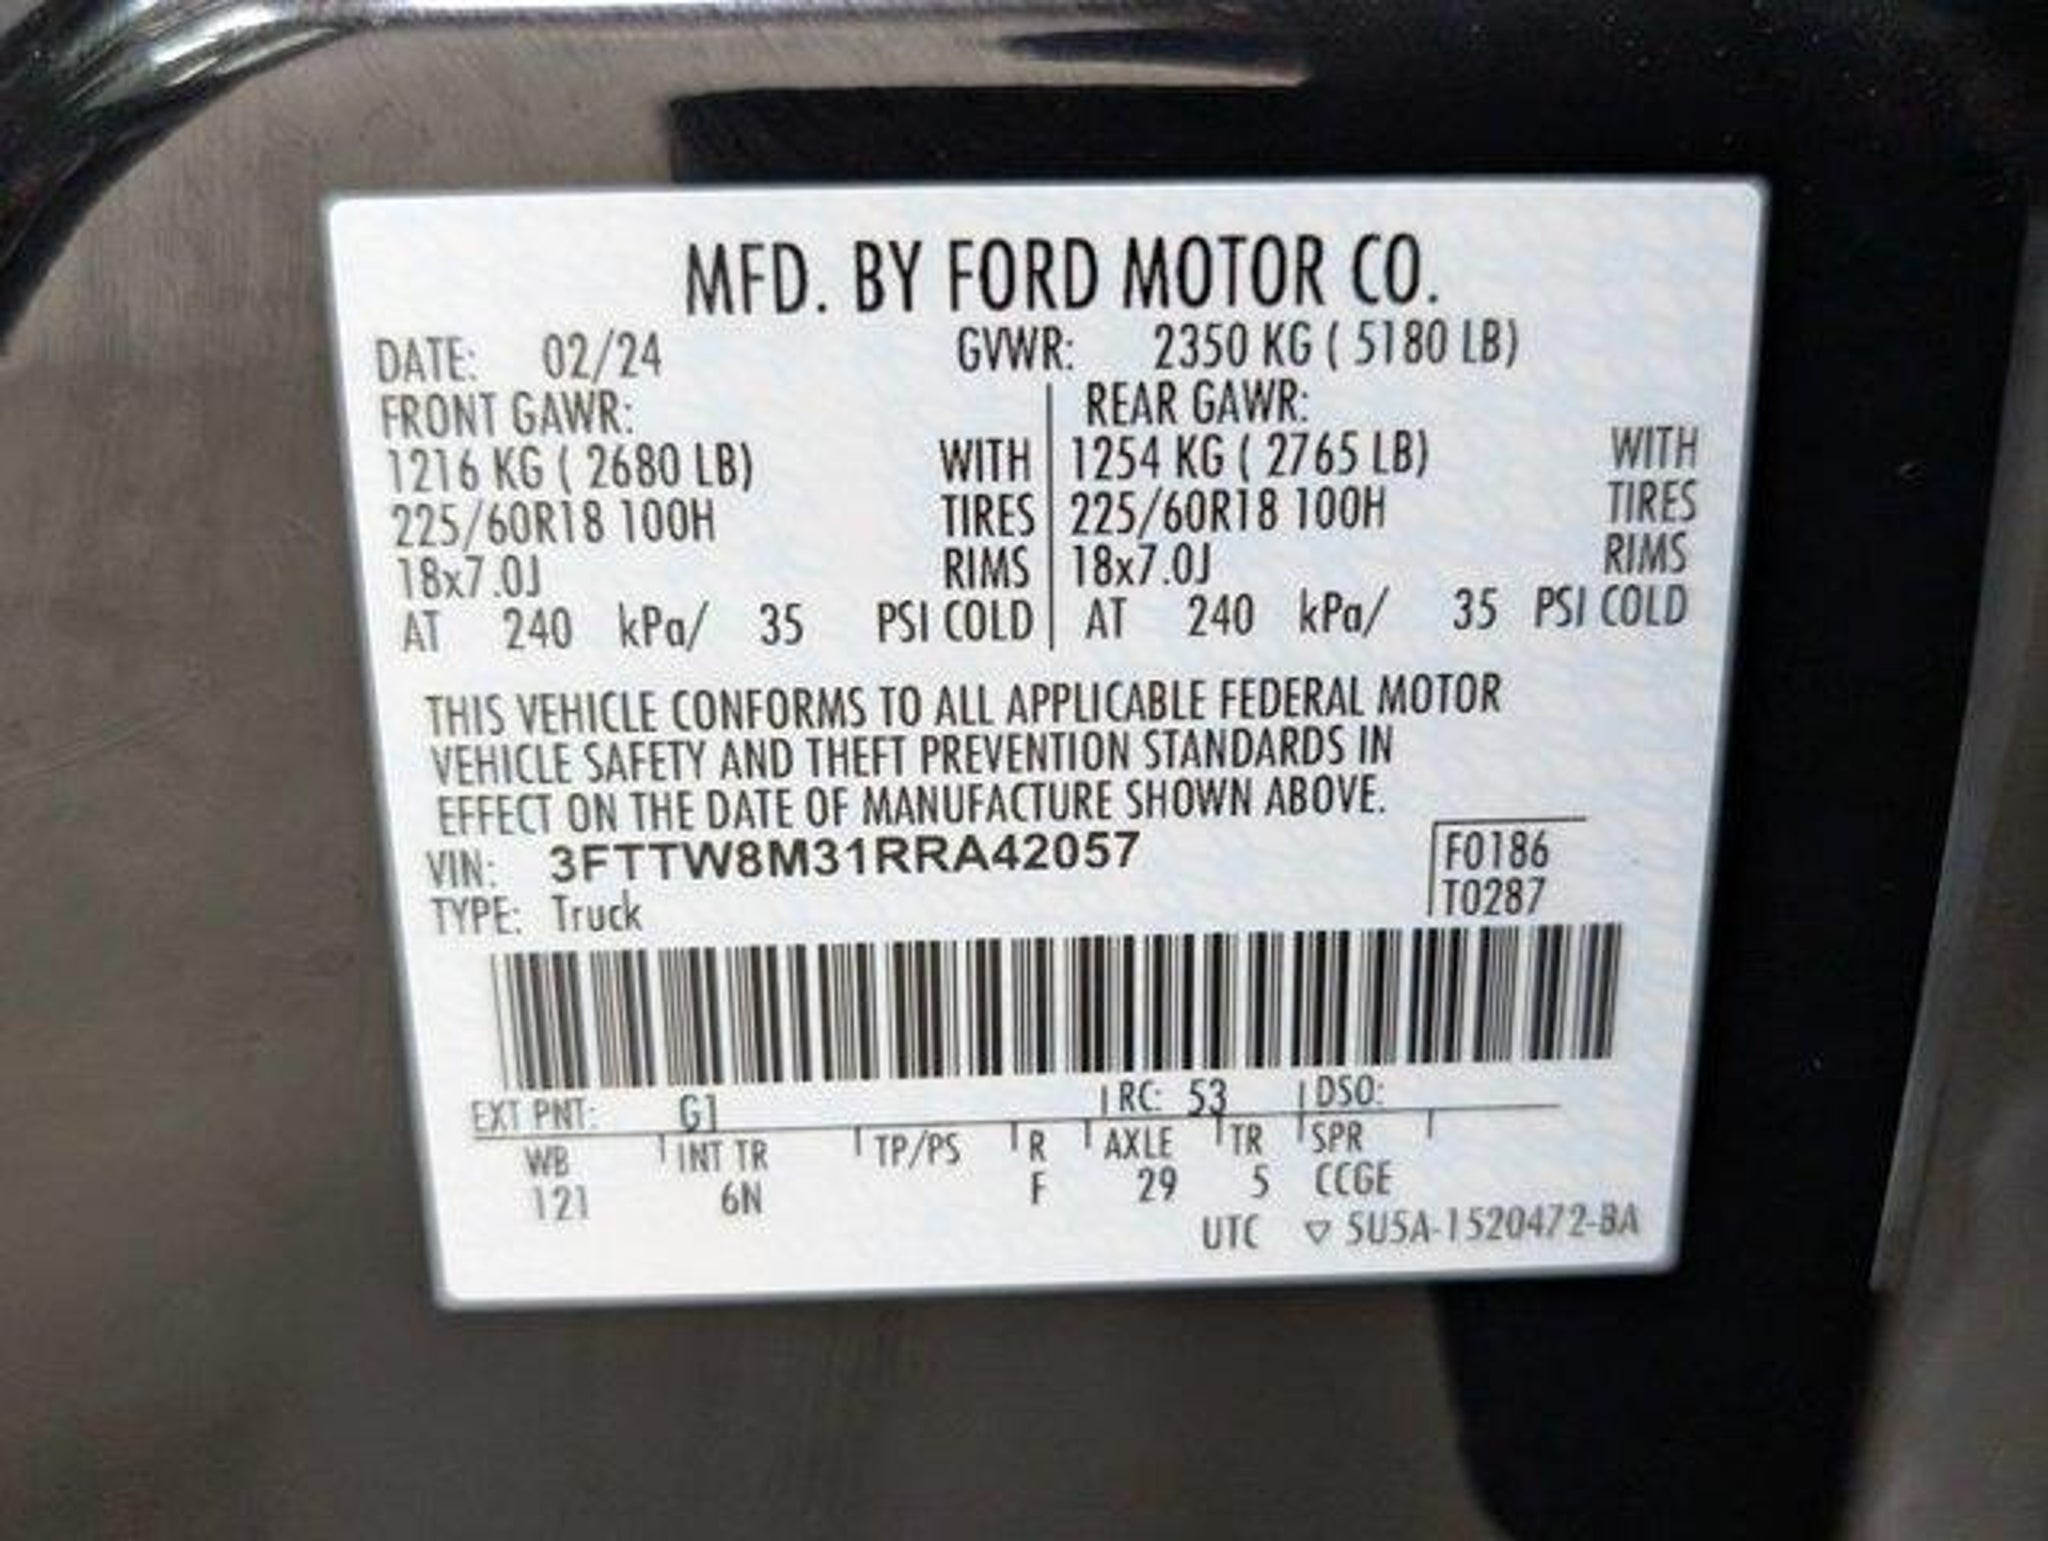 MFD. BY FORD MOTOR CO.
DATE: 02/24 GVWR: 2350 KG ( 5180 LB)
FRONT GAWR: REAR GAWR:
1216 KG ( 2680 LB) WITH 1254 KG ( 2765 LB) WITH
225/60R18 100H TIRES 225/60R18 100H TIRES
18x7.0J RIMS 18x7.0J RIMS
AT 240 kPa/ 35 PSI COLD AT 240 kPa/ 35 PSI COLD
THIS VEHICLE CONFORMS TO ALL APPLICABLE FEDERAL MOTOR
VEHICLE SAFETY AND THEFT PREVENTION STANDARDS IN
EFFECT ON THE DATE OF MANUFACTURE SHOWN ABOVE.
VIN: 3FTTW8M31RRA42057 F0186
TYPE: Truck T0287
EXT PNT: G1 RC: 53 DSO:
WB INT TR TP/PS R AXLE TR SPR
121 6N F 29 5 CCGE
UTC ▽ 5U5A-1520472-BA